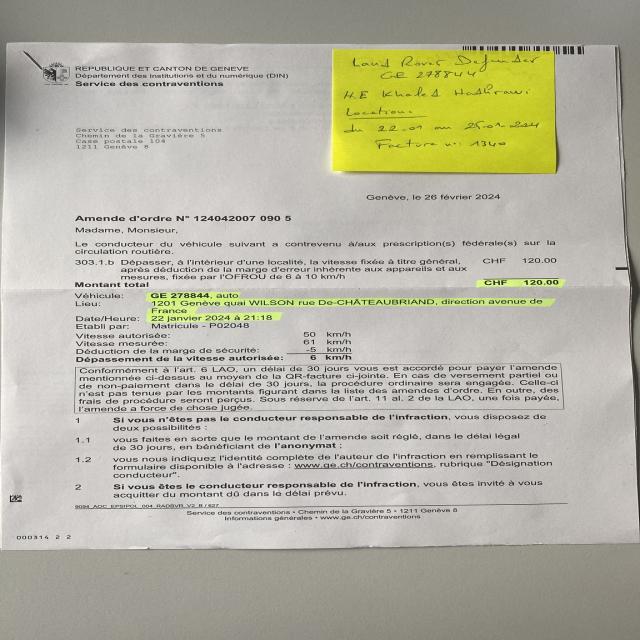 REPUBLIQUE ET CANTON DE GENEVE
Département des institutions et du numérique (DIN)
Service des contraventions
Land Rover Defender
GE 278844
H.E Khaled
Location:
du 22.01 au 25.01.2024
Facture n: 1340
Service des contraventions
Chemin de la Gravière 5
Case postale 104
1211 Genève 8
Genève, le 26 février 2024
Amende d'ordre N° 124042007 090 5
Madame, Monsieur,
Le conducteur du véhicule suivant a contrevenu à/aux prescription(s) fédérale(s) sur la
circulation routière.
303.1.b Dépasser, à l'intérieur d'une localité, la vitesse fixée à titre général, CHF 120.00
après déduction de la marge d'erreur inhérente aux appareils et aux
mesures, fixée par l'OFROU de 6 à 10 km/h
Montant total CHF 120.00
Véhicule: GE 278844, auto
Lieu: 1201 Genève quai WILSON rue De-CHÂTEAUBRIAND, direction avenue de
France
Date/Heure: 22 janvier 2024 à 21:18
Etabli par: Matricule - P02048
Vitesse autorisée: 50 km/h
Vitesse mesurée: 61 km/h
Déduction de la marge de sécurité: -5 km/h
Dépassement de la vitesse autorisée: 6 km/h
Conformément à l'art. 6 LAO, un délai de 30 jours vous est accordé pour payer l'amende
mentionnée ci-dessus au moyen de la QR-facture ci-jointe. En cas de versement partiel ou
de non-paiement dans le délai de 30 jours, la procédure ordinaire sera engagée. Celle-ci
n'est pas tenue par les montants figurant dans la liste des amendes d'ordre. En outre, des
frais de procédure seront perçus. Sous réserve de l'art. 11 al. 2 de la LAO, une fois payée,
l'amende a force de chose jugée.
1 Si vous n'êtes pas le conducteur responsable de l'infraction, vous disposez de
deux possibilités :
1.1 vous faites en sorte que le montant de l'amende soit réglé, dans le délai légal
de 30 jours, en bénéficiant de l'anonymat ;
1.2 vous nous indiquez l'identité complète de l'auteur de l'infraction en remplissant le
formulaire disponible à l'adresse : www.ge.ch/contraventions, rubrique "Désignation
conducteur".
2 Si vous êtes le conducteur responsable de l'infraction, vous êtes invité à vous
acquitter du montant dû dans le délai prévu.
Service des contraventions • Chemin de la Gravière 5 • 1211 Genève 8
Informations générales • www.ge.ch/contraventions
000314 2 2